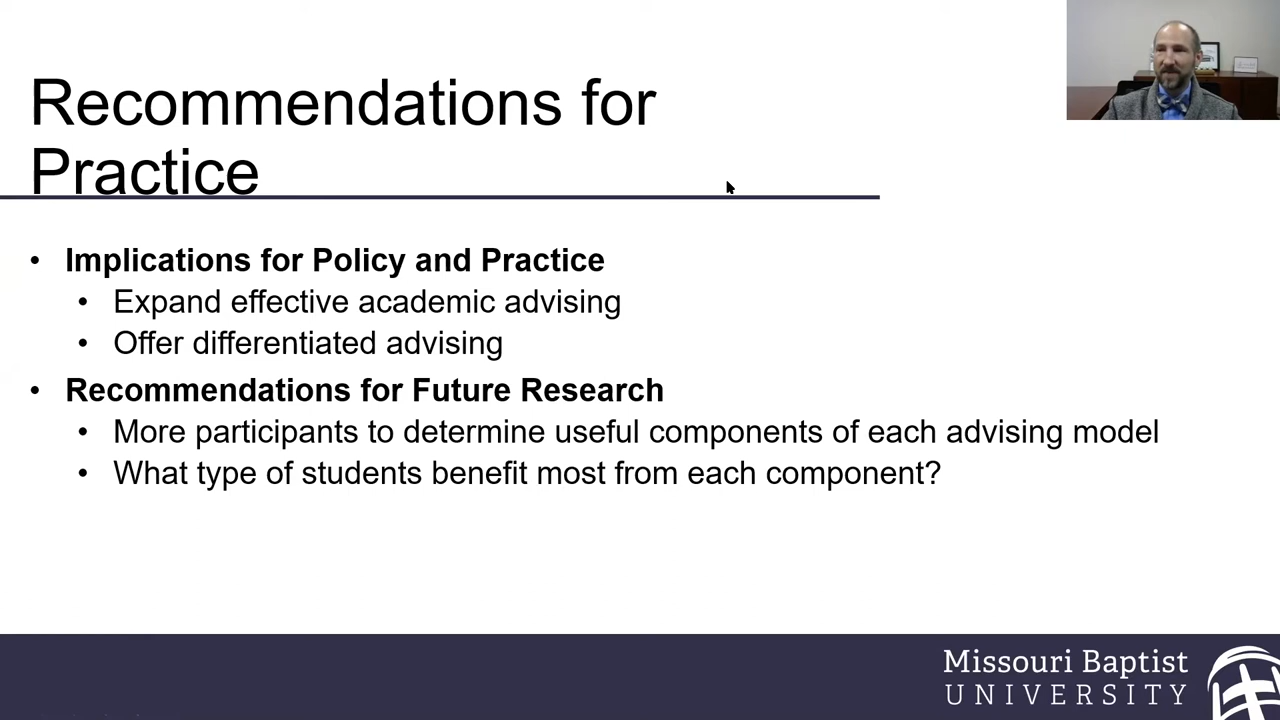 Recommendations for
Practice
• Implications for Policy and Practice
• Expand effective academic advising
• Offer differentiated advising
• Recommendations for Future Research
• More participants to determine useful components of each advising model
• What type of students benefit most from each component?
Missouri Baptist
UNIVERSITY